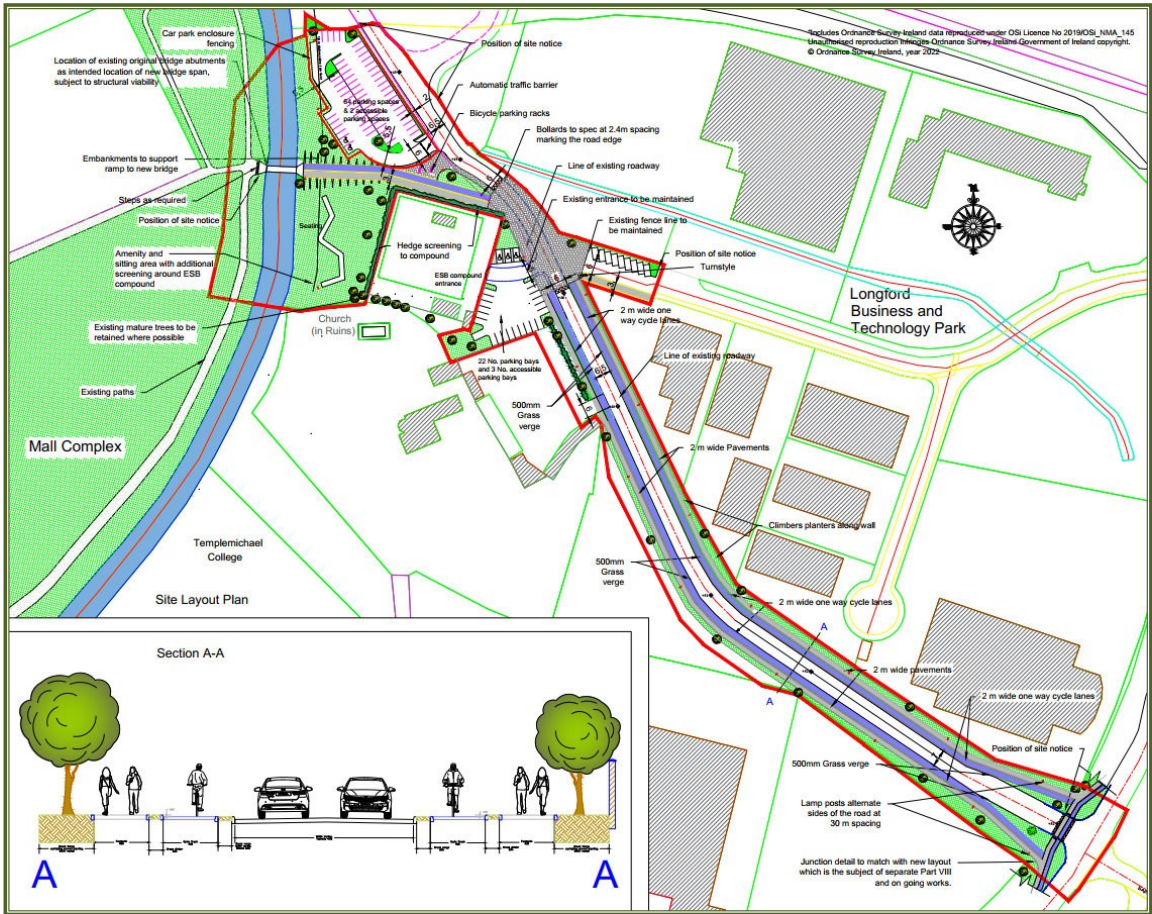 Car park enclosure
fencing
Location of existing original bridge abutments
as intended location of new bridge span,
subject to structural viability
Position of site notice
"Includes Ordnance Survey Ireland data reproduced under OSi Licence No 2019/OSi_NMA_145
Unauthorised reproduction infringes Ordnance Survey Ireland Government of Ireland copyright.
© Ordnance Survey Ireland, year 2022
Automatic traffic barrier
64 parking spaces
& 2 accessible
parking spaces
Bicycle parking racks
Bollards to spec at 2.4m spacing
marking the road edge
Embankments to support
ramp to new bridge
Line of existing roadway
Steps as required
Existing entrance to be maintained
Position of site notice
Existing fence line to
be maintained
Seating
Hedge screening
to compound
Position of site notice
Turnstyle
Amenity and
sitting area with additional
screening around ESB
compound
ESB compound
entrance
Longford
Business and
Technology Park
2 m wide one
way cycle lanes
Existing mature trees to be
retained where possible
Church
(in Ruins)
Line of existing roadway
22 No. parking bays
and 3 No. accessible
parking bays
Existing paths
500mm
Grass
verge
Mall Complex
2 m wide Pavements
Climbers planters along wall
Templemichael
College
500mm
Grass
verge
Site Layout Plan
2 m wide one way cycle lanes
A
Section A-A
2 m wide pavements
2 m wide one way cycle lanes
A
Position of site notice
500mm Grass verge
Lamp posts alternate
sides of the road at
30 m spacing
Junction detail to match with new layout
which is the subject of separate Part VIII
and on going works.
A
A